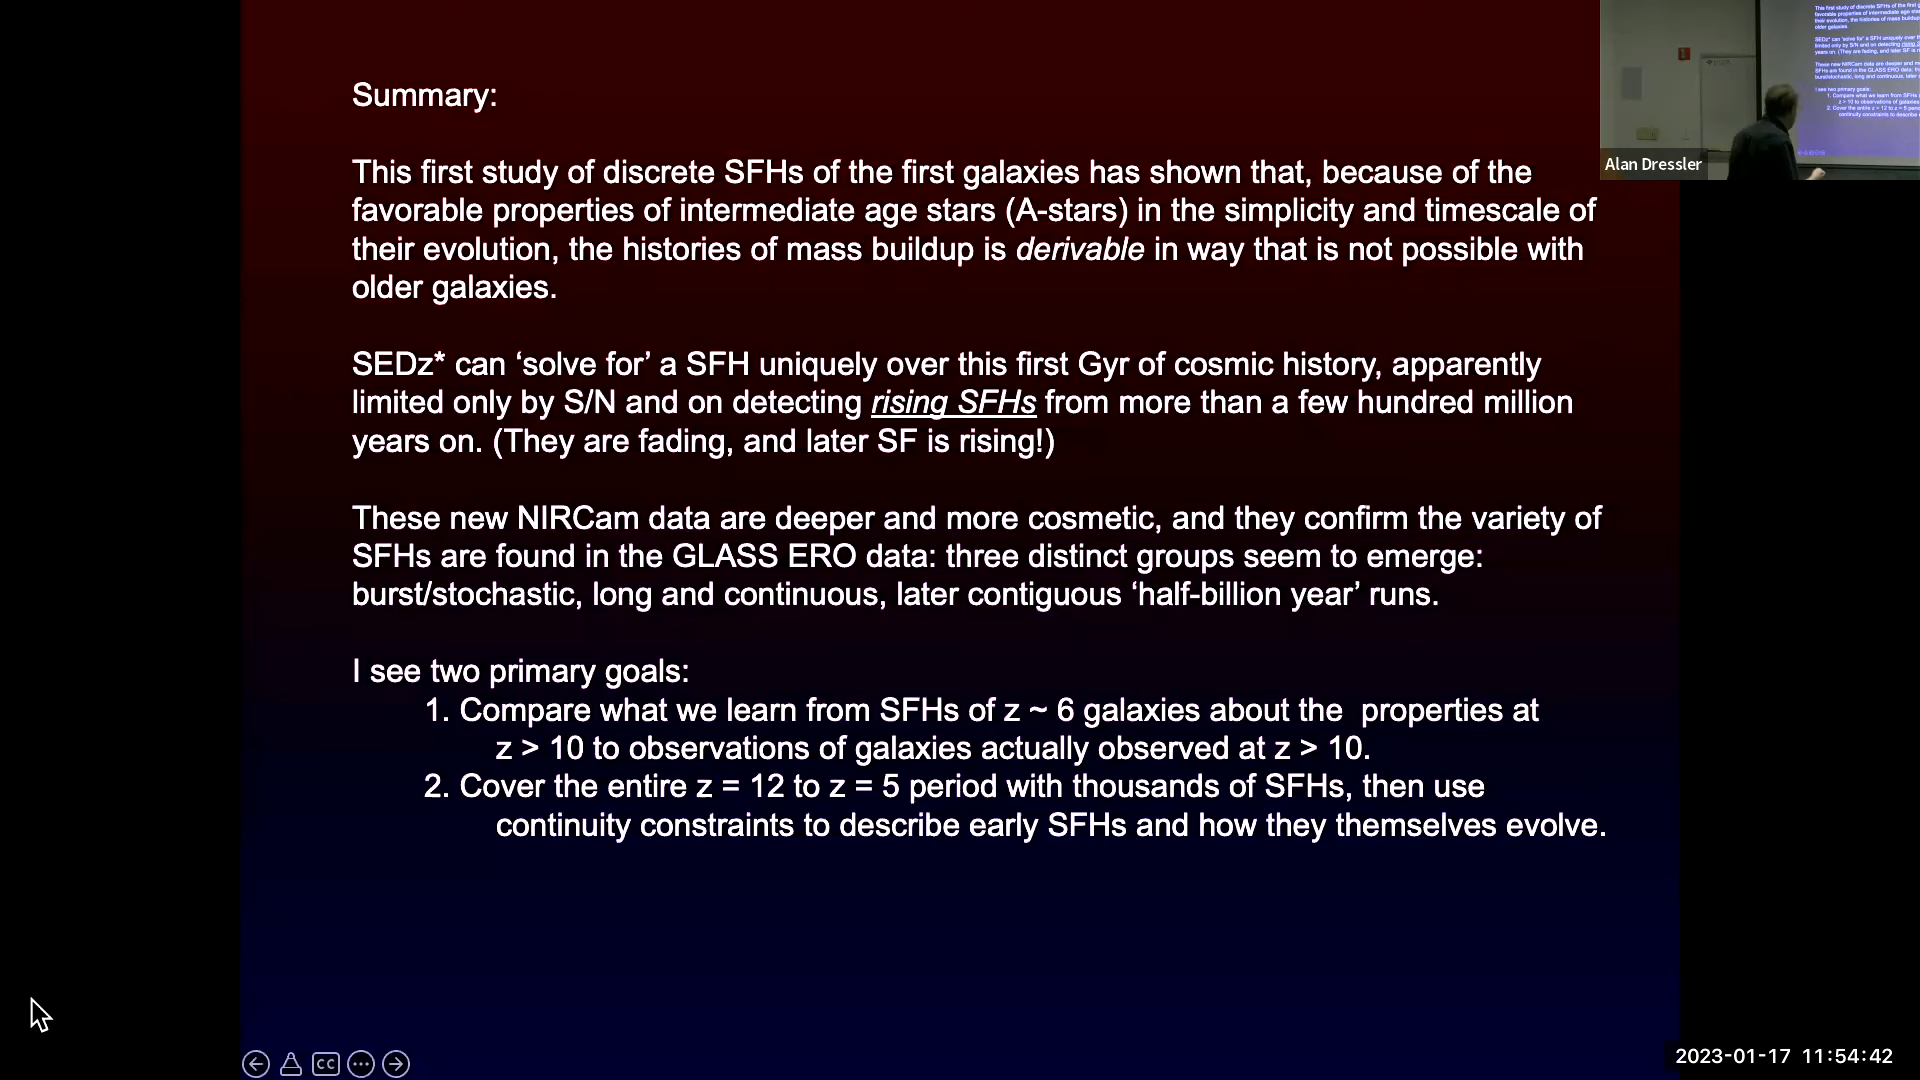 Summary:
This first study of discrete SFHs of the first galaxies has shown that, because of the
favorable properties of intermediate age stars (A-stars) in the simplicity and timescale of
their evolution, the histories of mass buildup is derivable in way that is not possible with
older galaxies.
SEDz* can ‘solve for’ a SFH uniquely over this first Gyr of cosmic history, apparently
limited only by S/N and on detecting rising SFHs from more than a few hundred million
years on. (They are fading, and later SF is rising!)
These new NIRCam data are deeper and more cosmetic, and they confirm the variety of
SFHs are found in the GLASS ERO data: three distinct groups seem to emerge:
burst/stochastic, long and continuous, later contiguous ‘half-billion year’ runs.
I see two primary goals:
1. Compare what we learn from SFHs of z ~ 6 galaxies about the  properties at
z > 10 to observations of galaxies actually observed at z > 10.
2. Cover the entire z = 12 to z = 5 period with thousands of SFHs, then use
continuity constraints to describe early SFHs and how they themselves evolve.
Alan Dressler
CC
2023-01-17 11:54:42